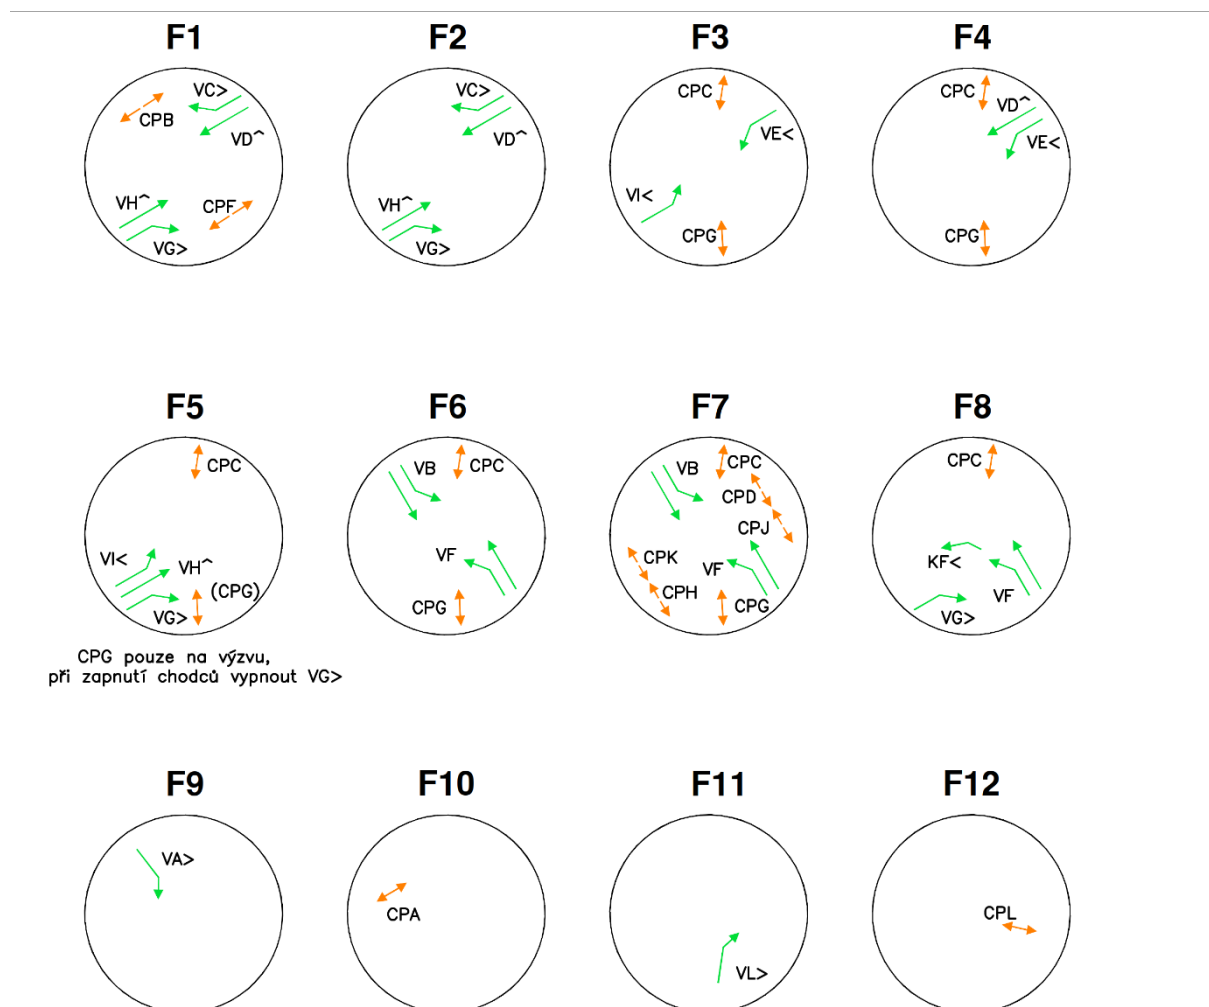 F1
F2
F3
F4
VC>
CPB
VD^
VH^
CPF
VG>
VC>
VD^
VH^
VG>
CPC
VE<
VI<
CPG
CPC
VD^
VE<
CPG
F5
F6
F7
F8
CPC
VI<
VH^
(CPG)
VG>
CPG pouze na výzvu,
při zapnutí chodců vypnout VG>
VB
CPC
VF
CPG
VB
CPC
CPD
CPJ
CPK
VF
CPH
CPG
CPC
KF<
VF
VG>
F9
F10
F11
F12
VA>
CPA
VL>
CPL